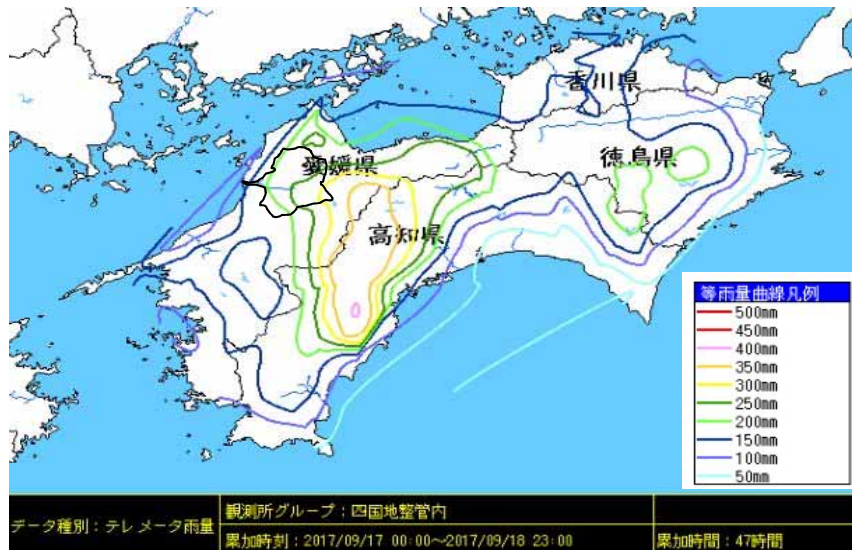 香川県
愛媛県
徳島県
高知県
等雨量曲線凡例
500mm
450mm
400mm
350mm
300mm
250mm
200mm
150mm
100mm
50mm
データ種別：テレメータ雨量
観測所グループ：四国地整管内
累加時刻：2017/09/17 00:00～2017/09/18 23:00
累加時間：47時間